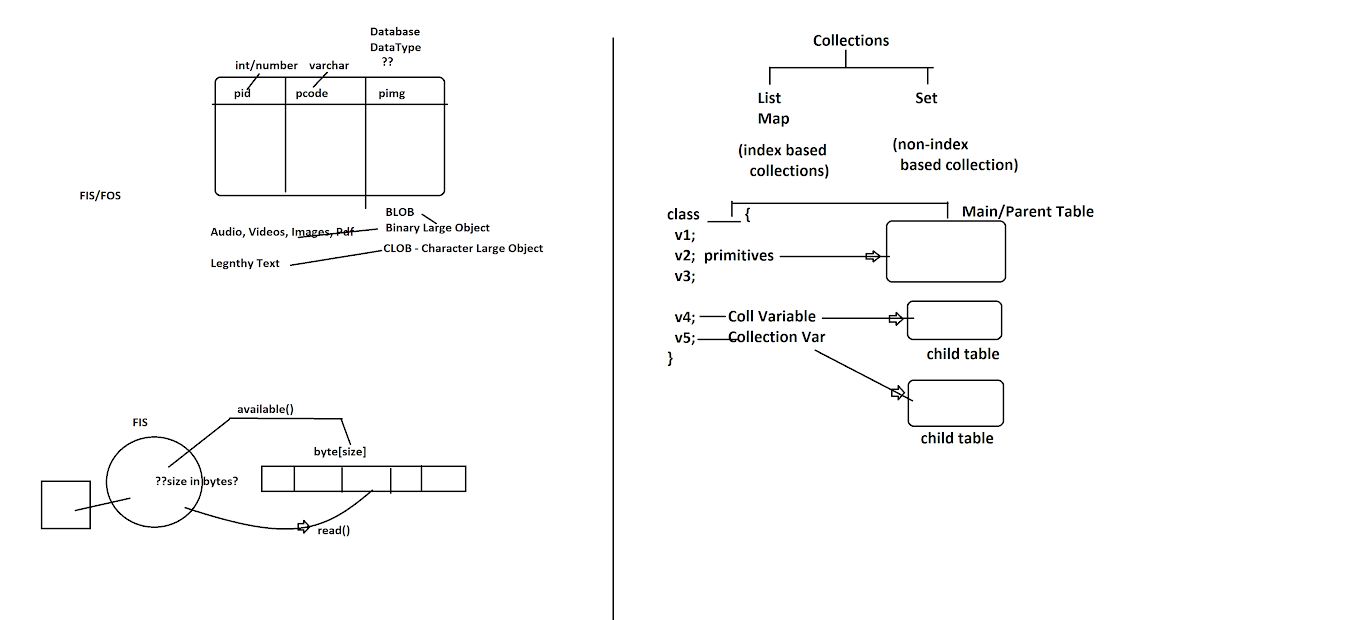 Database
DataType
??
int/number varchar
pid pcode pimg
FIS/FOS
BLOB
Audio, Videos, Images, Pdf Binary Large Object
CLOB - Character Large Object
Legnthy Text
available()
FIS
byte[size]
??size in bytes?
read()
Collections
List Set
Map
(index based
collections)
(non-index
based collection)
class ____ {
Main/Parent Table
v1;
v2; primitives
v3;
v4; Coll Variable
v5; Collection Var
}
child table
child table